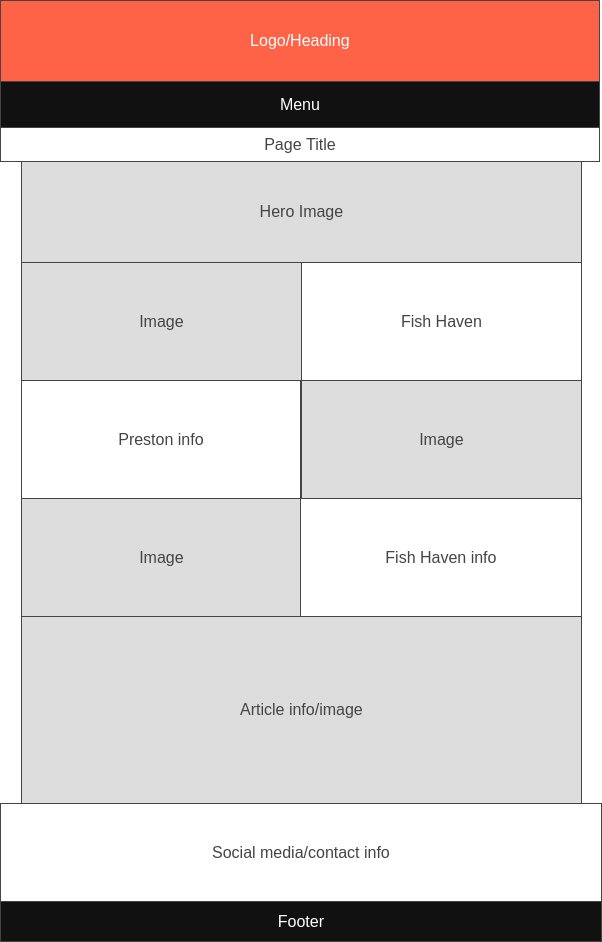 Logo/Heading
Menu
Page Title
Hero Image
Image
Fish Haven
Preston info
Image
Image
Fish Haven info
Article info/image
Social media/contact info
Footer